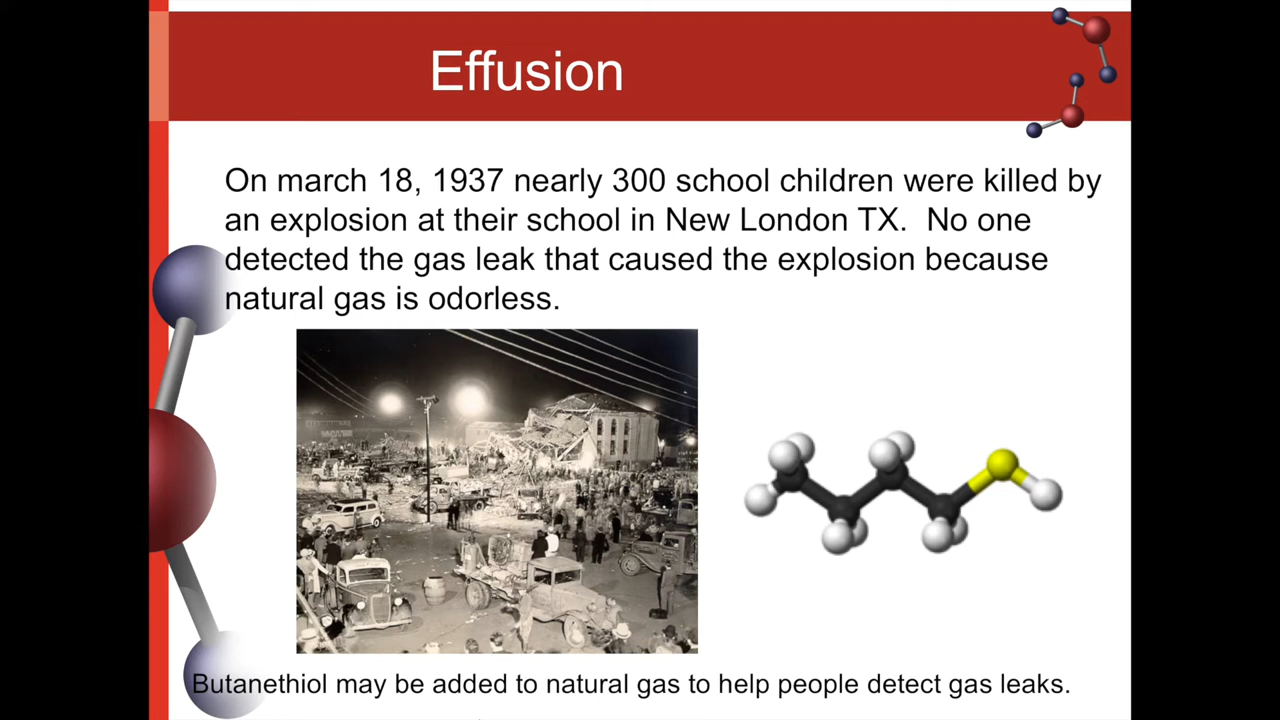 Effusion
On march 18, 1937 nearly 300 school children were killed by
an explosion at their school in New London TX.  No one
detected the gas leak that caused the explosion because
natural gas is odorless.
Butanethiol may be added to natural gas to help people detect gas leaks.